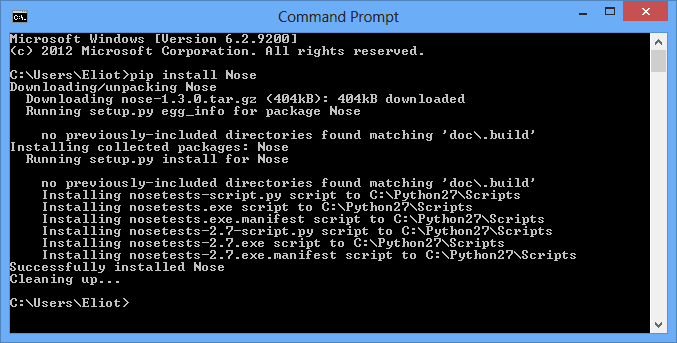 Command Prompt
Microsoft Windows [Version 6.2.9200]
(c) 2012 Microsoft Corporation. All rights reserved.
C:\Users\Eliot>pip install Nose
Downloading/unpacking Nose
  Downloading nose-1.3.0.tar.gz (404kB): 404kB downloaded
  Running setup.py egg_info for package Nose
    no previously-included directories found matching 'doc\.build'
Installing collected packages: Nose
  Running setup.py install for Nose
    no previously-included directories found matching 'doc\.build'
    Installing nosetests-script.py script to C:\Python27\Scripts
    Installing nosetests.exe script to C:\Python27\Scripts
    Installing nosetests.exe.manifest script to C:\Python27\Scripts
    Installing nosetests-2.7-script.py script to C:\Python27\Scripts
    Installing nosetests-2.7.exe script to C:\Python27\Scripts
    Installing nosetests-2.7.exe.manifest script to C:\Python27\Scripts
Successfully installed Nose
Cleaning up...
C:\Users\Eliot>